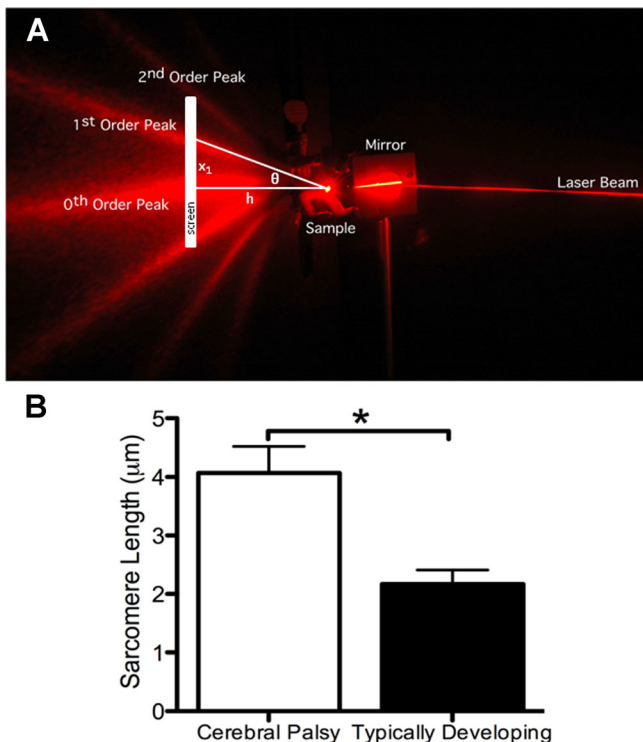 A
2nd Order Peak
1st Order Peak
Mirror
x1
θ
Laser Beam
0th Order Peak
h
screen
Sample
B
*
Sarcomere Length (μm)
5
4
3
2
1
0
Cerebral Palsy Typically Developing